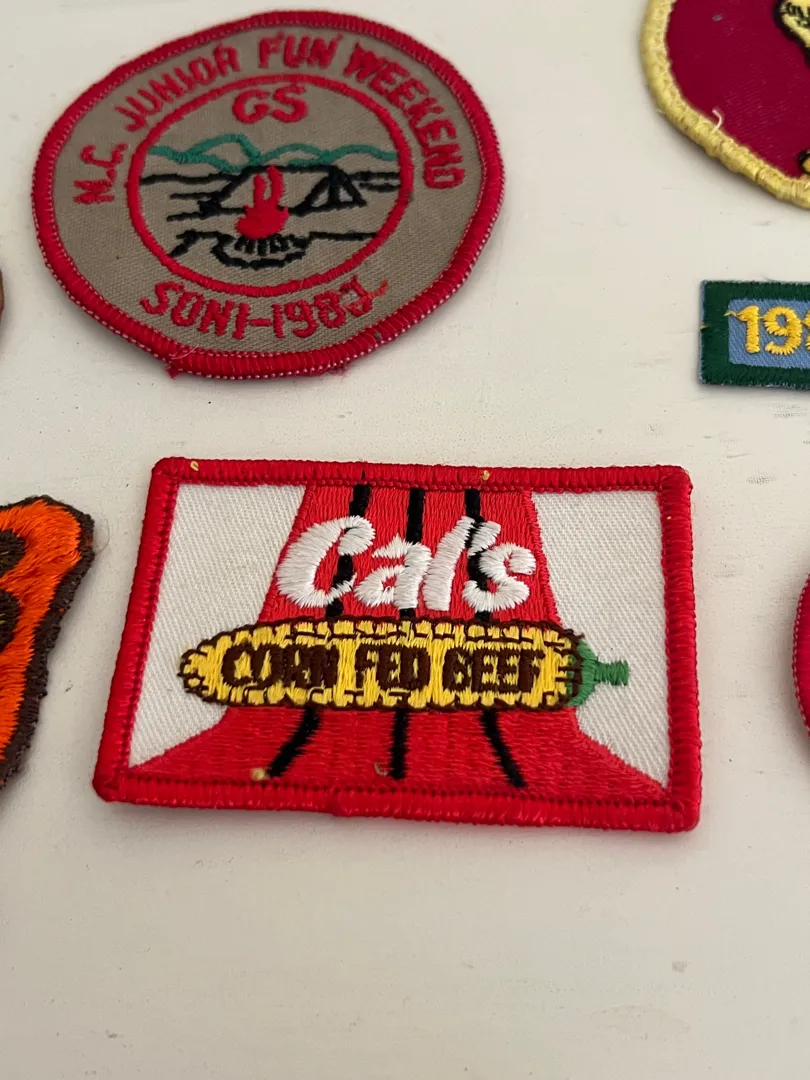 N.C. JUNIOR FUN WEEKEND
GS
SONI-1983
Cal's
CORN FED BEEF